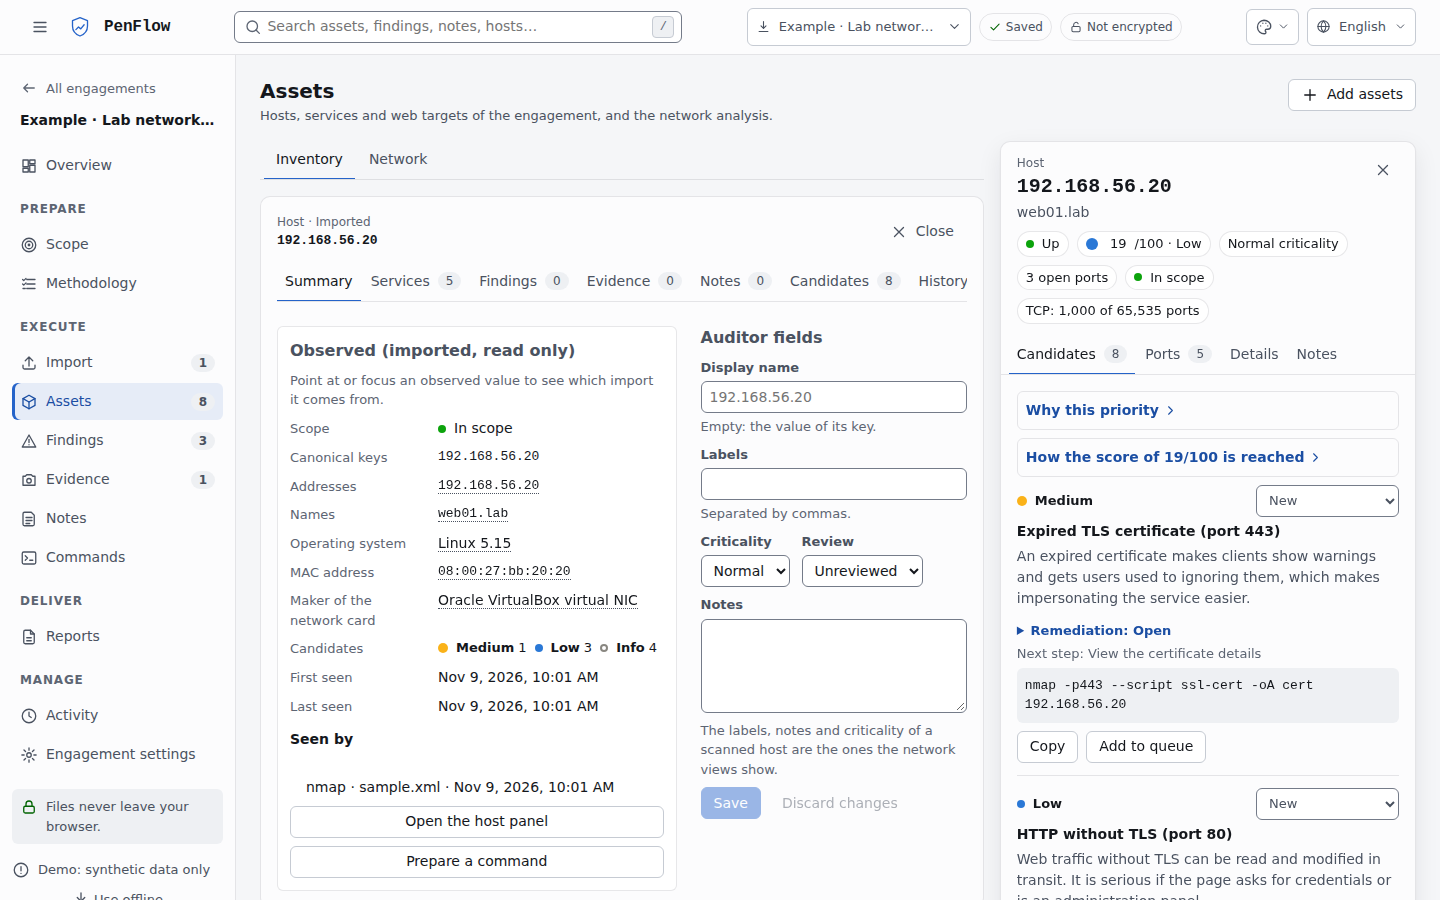 PenFlow
Search assets, findings, notes, hosts…
/
Example · Lab networ…
Saved
Not encrypted
English
All engagements
Example · Lab network…
Overview
PREPARE
Scope
Methodology
EXECUTE
Import 1
Assets 8
Findings 3
Evidence 1
Notes
Commands
DELIVER
Reports
MANAGE
Activity
Engagement settings
Files never leave your
browser.
Demo: synthetic data only
Use offline
Assets
Hosts, services and web targets of the engagement, and the network analysis.
Add assets
Inventory Network
Host · Imported
192.168.56.20
Close
Summary Services 5 Findings 0 Evidence 0 Notes 0 Candidates 8 History
Observed (imported, read only)
Point at or focus an observed value to see which import
it comes from.
Scope In scope
Canonical keys 192.168.56.20
Addresses 192.168.56.20
Names web01.lab
Operating system Linux 5.15
MAC address 08:00:27:bb:20:20
Maker of the
network card
Oracle VirtualBox virtual NIC
Candidates Medium 1 Low 3 Info 4
First seen Nov 9, 2026, 10:01 AM
Last seen Nov 9, 2026, 10:01 AM
Seen by
nmap · sample.xml · Nov 9, 2026, 10:01 AM
Open the host panel
Prepare a command
Auditor fields
Display name
192.168.56.20
Empty: the value of its key.
Labels
Separated by commas.
Criticality Review
Normal Unreviewed
Notes
The labels, notes and criticality of a
scanned host are the ones the network
views show.
Save Discard changes
Host
192.168.56.20
web01.lab
Up 19 /100 · Low Normal criticality
3 open ports In scope
TCP: 1,000 of 65,535 ports
Candidates 8 Ports 5 Details Notes
Why this priority
How the score of 19/100 is reached
Medium New
Expired TLS certificate (port 443)
An expired certificate makes clients show warnings
and gets users used to ignoring them, which makes
impersonating the service easier.
Remediation: Open
Next step: View the certificate details
nmap -p443 --script ssl-cert -oA cert
192.168.56.20
Copy Add to queue
Low New
HTTP without TLS (port 80)
Web traffic without TLS can be read and modified in
transit. It is serious if the page asks for credentials or
is an administration panel.